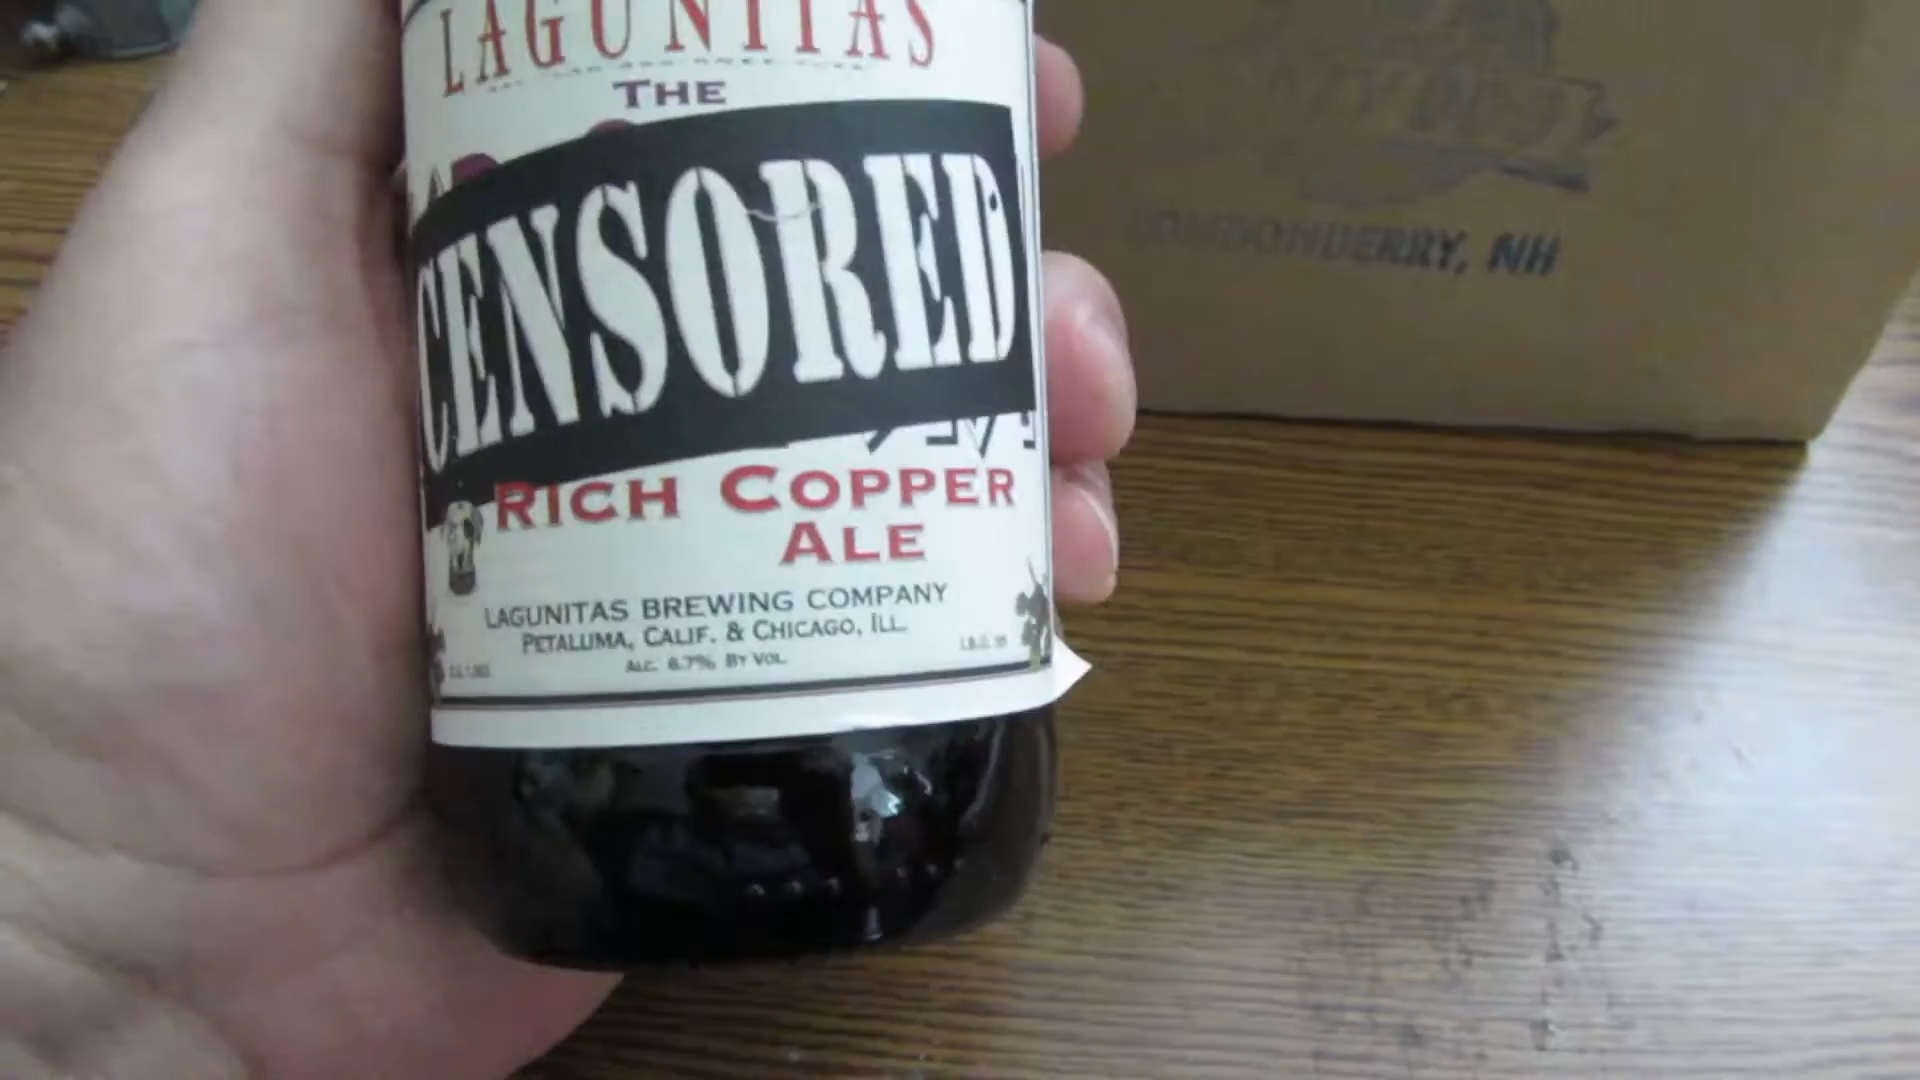 LAGUNITAS
THE
CENSORED
RICH COPPER
ALE
LAGUNITAS BREWING COMPANY
PETALUMA, CALIF. & CHICAGO, ILL.
ALC. 6.7% BY VOL.
LONDONDERRY, NH